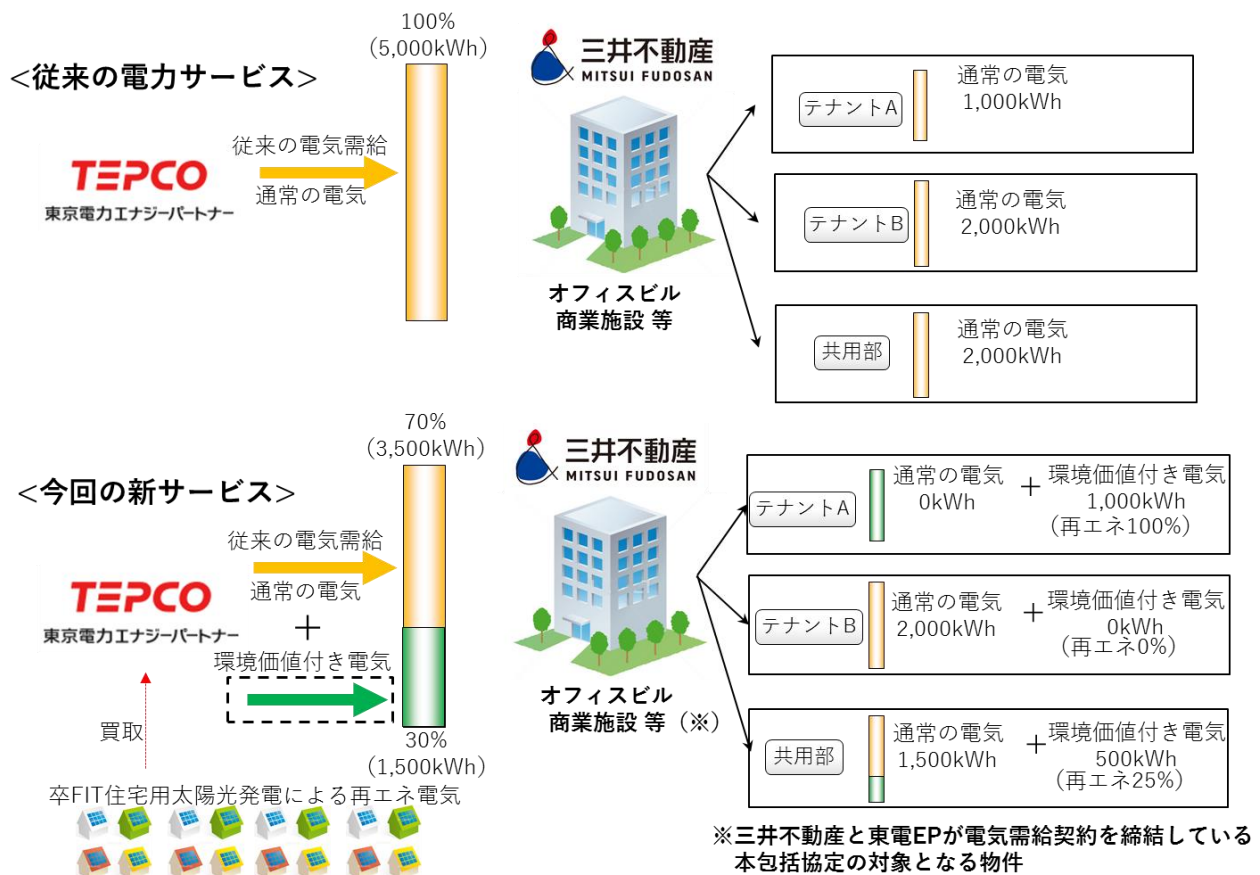 <従来の電力サービス>
TEPCO
東京電力エナジーパートナー
従来の電気需給
通常の電気
100%
(5,000kWh)
三井不動産
MITSUI FUDOSAN
オフィスビル
商業施設 等
テナントA
通常の電気
1,000kWh
テナントB
通常の電気
2,000kWh
共用部
通常の電気
2,000kWh
<今回の新サービス>
TEPCO
東京電力エナジーパートナー
従来の電気需給
通常の電気
+
環境価値付き電気
買取
卒FIT住宅用太陽光発電による再エネ電気
70%
(3,500kWh)
30%
(1,500kWh)
三井不動産
MITSUI FUDOSAN
オフィスビル
商業施設 等（※）
テナントA
通常の電気
0kWh
+
環境価値付き電気
1,000kWh
(再エネ100%)
テナントB
通常の電気
2,000kWh
+
環境価値付き電気
0kWh
(再エネ0%)
共用部
通常の電気
1,500kWh
+
環境価値付き電気
500kWh
(再エネ25%)
※三井不動産と東電EPが電気需給契約を締結している
本包括協定の対象となる物件